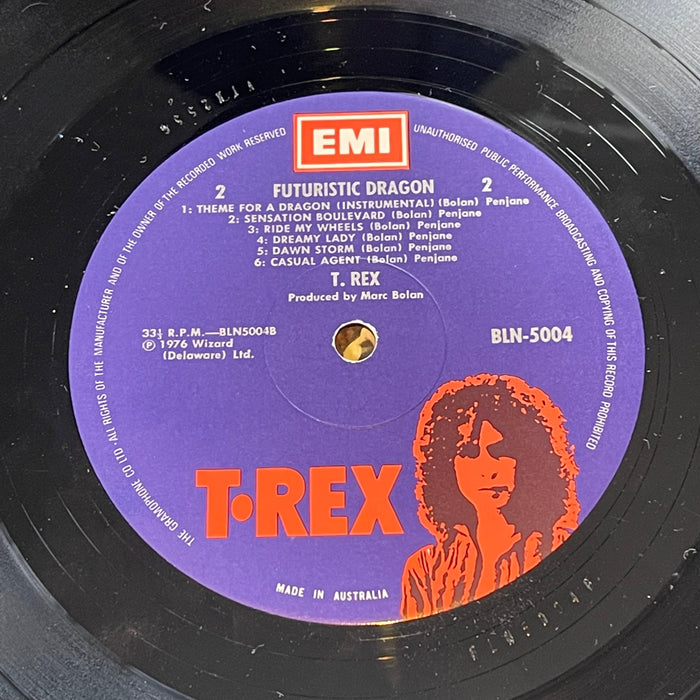 EMI
THE GRAMOPHONE CO LTD · ALL RIGHTS OF THE MANUFACTURER AND OF THE OWNER OF THE RECORDED WORK RESERVED
UNAUTHORISED PUBLIC PERFORMANCE BROADCASTING AND COPYING OF THIS RECORD PROHIBITED
2 FUTURISTIC DRAGON 2
1: THEME FOR A DRAGON (INSTRUMENTAL) (Bolan) Penjane
2: SENSATION BOULEVARD (Bolan) Penjane
3: RIDE MY WHEELS (Bolan) Penjane
4: DREAMY LADY (Bolan) Penjane
5: DAWN STORM (Bolan) Penjane
6: CASUAL AGENT (Bolan) Penjane
T. REX
Produced by Marc Bolan
33⅓ R.P.M.—BLN5004B
BLN-5004
Ⓟ 1976 Wizard
(Delaware) Ltd.
T·REX
MADE IN AUSTRALIA